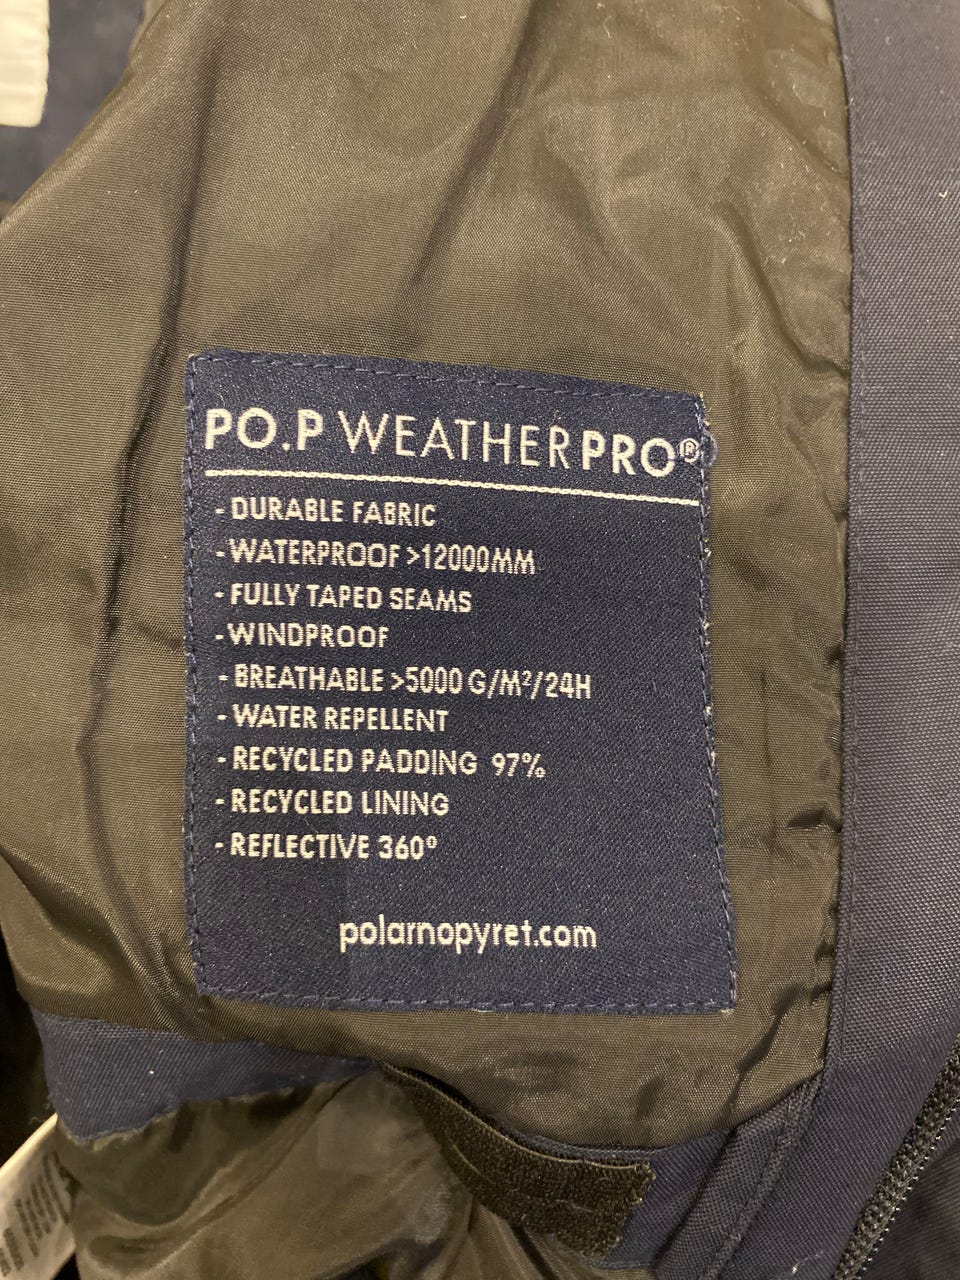 PO.P WEATHERPRO®
- DURABLE FABRIC
- WATERPROOF >12000MM
- FULLY TAPED SEAMS
- WINDPROOF
- BREATHABLE >5000 G/M²/24H
- WATER REPELLENT
- RECYCLED PADDING 97%
- RECYCLED LINING
- REFLECTIVE 360°
polarnopyret.com